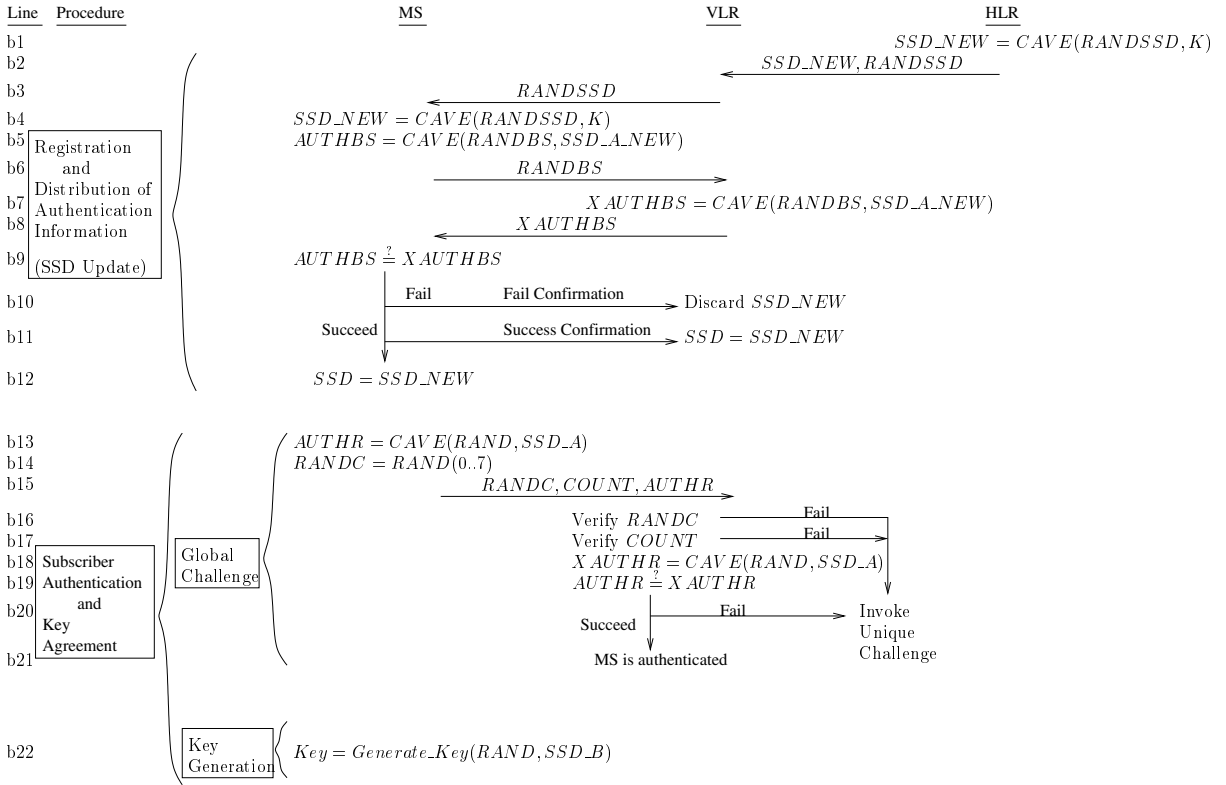 Line Procedure MS VLR HLR
b1 SSD_NEW = CAVE(RANDSSD, K)
b2 SSD_NEW, RANDSSD
b3 RANDSSD
b4 SSD_NEW = CAVE(RANDSSD, K)
b5 AUTHBS = CAVE(RANDBS, SSD_A_NEW)
Registration
and
Distribution of
Authentication
Information
(SSD Update)
b6 RANDBS
b7 XAUTHBS = CAVE(RANDBS, SSD_A_NEW)
b8 XAUTHBS
b9 AUTHBS ≟ XAUTHBS
b10 Fail Fail Confirmation Discard SSD_NEW
b11 Succeed Success Confirmation SSD = SSD_NEW
b12 SSD = SSD_NEW
b13 AUTHR = CAVE(RAND, SSD_A)
b14 RANDC = RAND(0..7)
b15 RANDC, COUNT, AUTHR
b16 Verify RANDC Fail
b17 Verify COUNT Fail
b18 XAUTHR = CAVE(RAND, SSD_A)
b19 AUTHR ≟ XAUTHR
Subscriber
Authentication
and
Key
Agreement
Global
Challenge
b20 Succeed Fail Invoke
Unique
Challenge
b21 MS is authenticated
Key
Generation
b22 Key = Generate_Key(RAND, SSD_B)